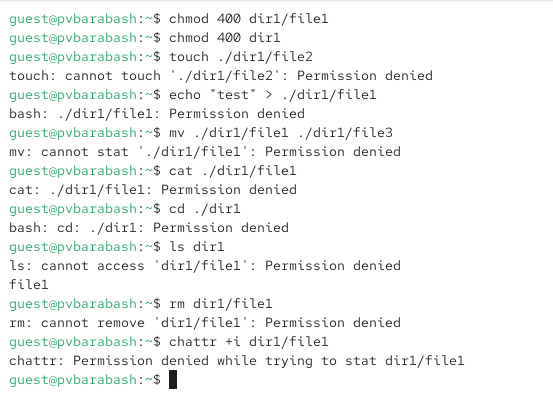 guest@pvbarabash:~$ chmod 400 dir1/file1
guest@pvbarabash:~$ chmod 400 dir1
guest@pvbarabash:~$ touch ./dir1/file2
touch: cannot touch './dir1/file2': Permission denied
guest@pvbarabash:~$ echo "test" > ./dir1/file1
bash: ./dir1/file1: Permission denied
guest@pvbarabash:~$ mv ./dir1/file1 ./dir1/file3
mv: cannot stat './dir1/file1': Permission denied
guest@pvbarabash:~$ cat ./dir1/file1
cat: ./dir1/file1: Permission denied
guest@pvbarabash:~$ cd ./dir1
bash: cd: ./dir1: Permission denied
guest@pvbarabash:~$ ls dir1
ls: cannot access 'dir1/file1': Permission denied
file1
guest@pvbarabash:~$ rm dir1/file1
rm: cannot remove 'dir1/file1': Permission denied
guest@pvbarabash:~$ chattr +i dir1/file1
chattr: Permission denied while trying to stat dir1/file1
guest@pvbarabash:~$